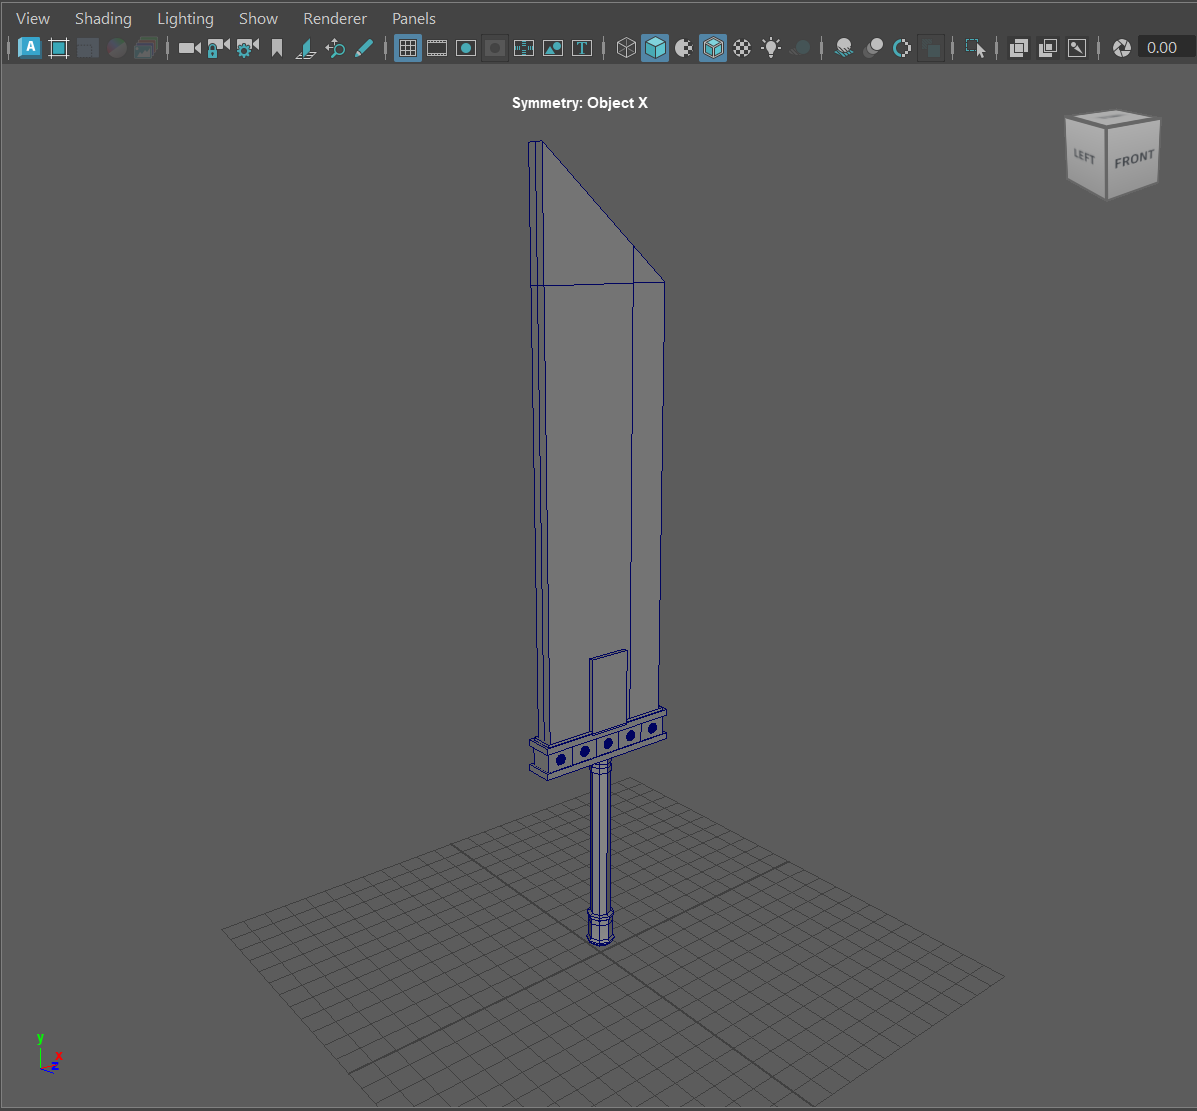 View Shading Lighting Show Renderer Panels
A T 0.00
Symmetry: Object X
LEFT FRONT
y
x
z